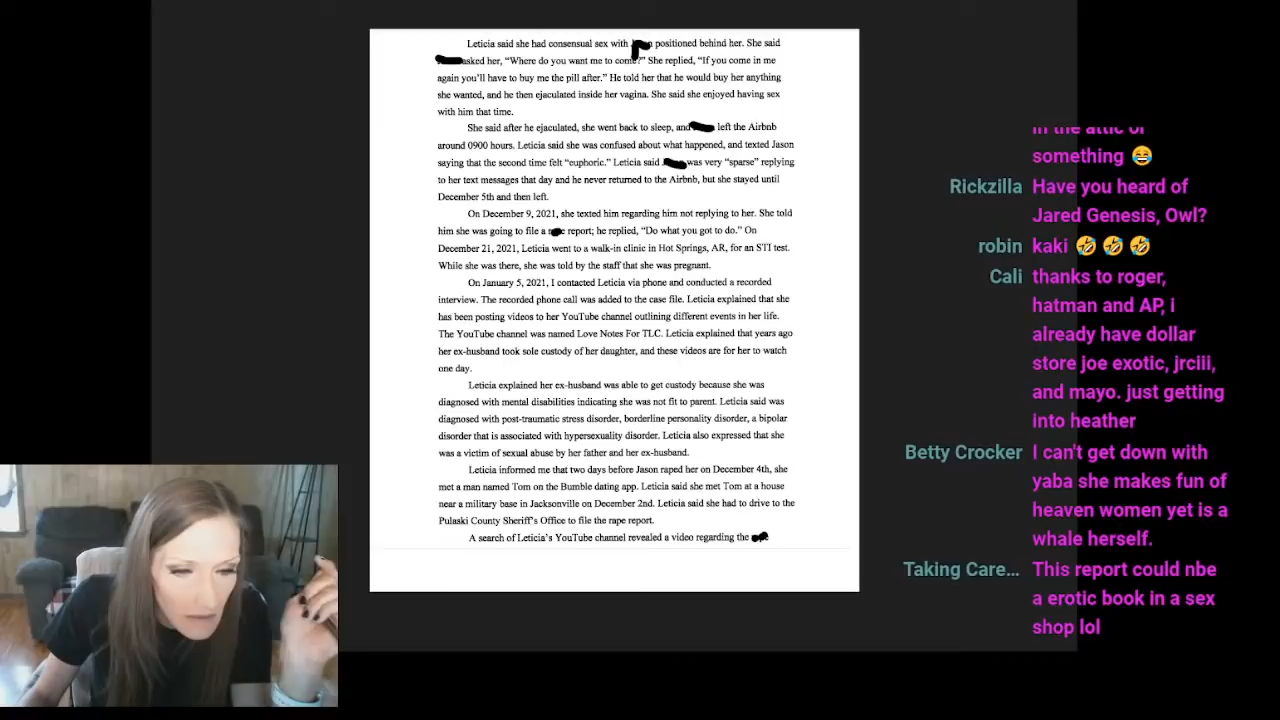 Leticia said she had consensual sex with positioned behind her. She said
asked her, “Where do you want me to come?” She replied, “If you come in me
again you’ll have to buy me the pill after.” He told her that he would buy her anything
she wanted, and he then ejaculated inside her vagina. She said she enjoyed having sex
with him that time.
She said after he ejaculated, she went back to sleep, and left the Airbnb
around 0900 hours. Leticia said she was confused about what happened, and texted Jason
saying that the second time felt “euphoric.” Leticia said was very “sparse” replying
to her text messages that day and he never returned to the Airbnb, but she stayed until
December 5th and then left.
On December 9, 2021, she texted him regarding him not replying to her. She told
him she was going to file a report; he replied, “Do what you got to do.” On
December 21, 2021, Leticia went to a walk-in clinic in Hot Springs, AR, for an STI test.
While she was there, she was told by the staff that she was pregnant.
On January 5, 2021, I contacted Leticia via phone and conducted a recorded
interview. The recorded phone call was added to the case file. Leticia explained that she
has been posting videos to her YouTube channel outlining different events in her life.
The YouTube channel was named Love Notes For TLC. Leticia explained that years ago
her ex-husband took sole custody of her daughter, and these videos are for her to watch
one day.
Leticia explained her ex-husband was able to get custody because she was
diagnosed with mental disabilities indicating she was not fit to parent. Leticia said was
diagnosed with post-traumatic stress disorder, borderline personality disorder, a bipolar
disorder that is associated with hypersexuality disorder. Leticia also expressed that she
was a victim of sexual abuse by her father and her ex-husband.
Leticia informed me that two days before Jason raped her on December 4th, she
met a man named Tom on the Bumble dating app. Leticia said she met Tom at a house
near a military base in Jacksonville on December 2nd. Leticia said she had to drive to the
Pulaski County Sheriff’s Office to file the rape report.
A search of Leticia’s YouTube channel revealed a video regarding the
in the attic or
something 😂
Rickzilla Have you heard of
Jared Genesis, Owl?
robin kaki 🤣 🤣 🤣
Cali thanks to roger,
hatman and AP, i
already have dollar
store joe exotic, jrciii,
and mayo. just getting
into heather
Betty Crocker I can't get down with
yaba she makes fun of
heaven women yet is a
whale herself.
Taking Care... This report could nbe
a erotic book in a sex
shop lol